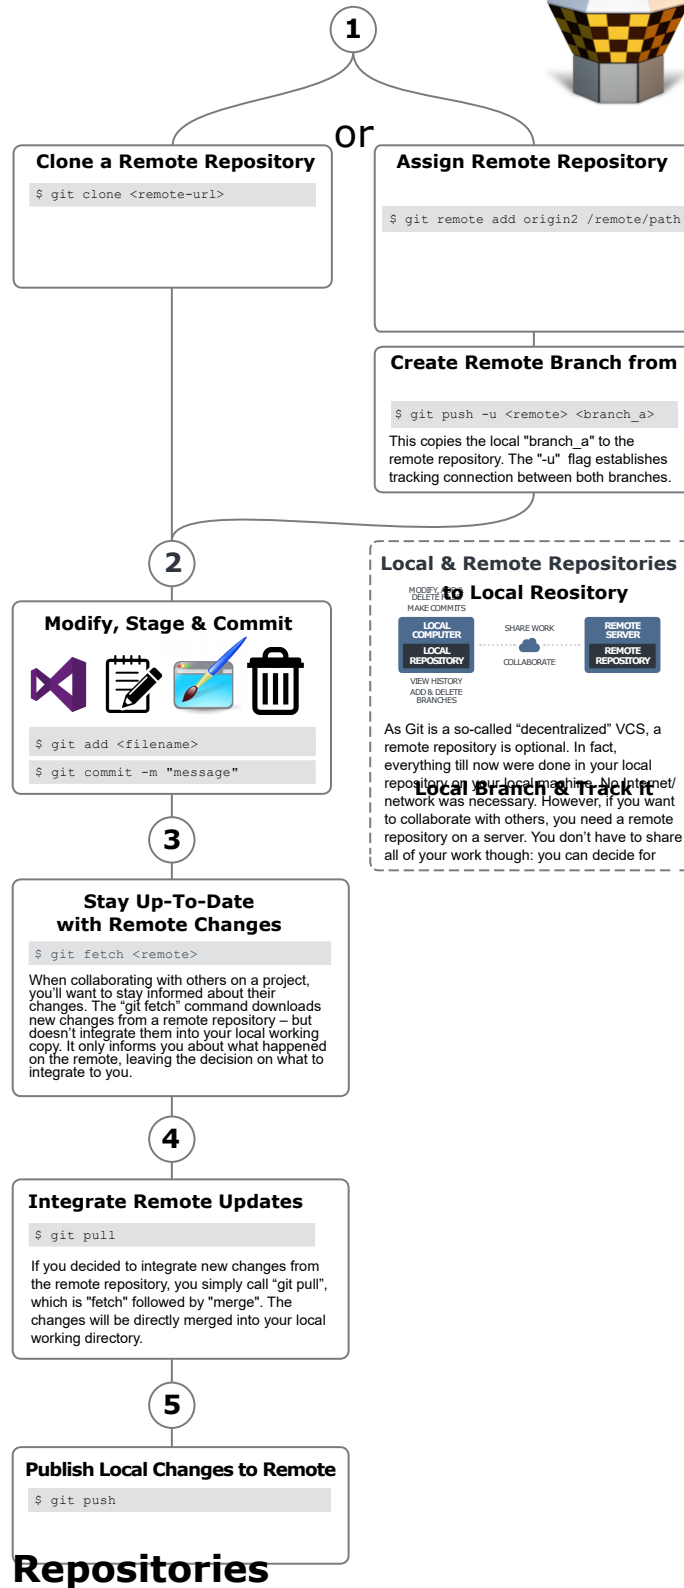 1
or
Clone a Remote Repository
$ git clone <remote-url>
Assign Remote Repository
$ git remote add origin2 /remote/path
Create Remote Branch from
$ git push -u <remote> <branch_a>
This copies the local "branch_a" to the
remote repository. The "-u" flag establishes
tracking connection between both branches.
2
Modify, Stage & Commit
$ git add <filename>
$ git commit -m "message"
Local & Remote Repositories
to Local Reository
DELETE FILES
MAKE COMMITS
LOCAL
COMPUTER
LOCAL
REPOSITORY
VIEW HISTORY
ADD & DELETE
BRANCHES
SHARE WORK
COLLABORATE
REMOTE
SERVER
REMOTE
REPOSITORY
As Git is a so-called “decentralized” VCS, a
remote repository is optional. In fact,
everything till now were done in your local
repository on your local machine. No Internet/
Local Branch & Track it
network was necessary. However, if you want
to collaborate with others, you need a remote
repository on a server. You don’t have to share
all of your work though: you can decide for
3
Stay Up-To-Date
with Remote Changes
$ git fetch <remote>
When collaborating with others on a project,
you’ll want to stay informed about their
changes. The “git fetch” command downloads
new changes from a remote repository – but
doesn’t integrate them into your local working
copy. It only informs you about what happened
on the remote, leaving the decision on what to
integrate to you.
4
Integrate Remote Updates
$ git pull
If you decided to integrate new changes from
the remote repository, you simply call “git pull”,
which is "fetch" followed by "merge". The
changes will be directly merged into your local
working directory.
5
Publish Local Changes to Remote
$ git push
Repositories